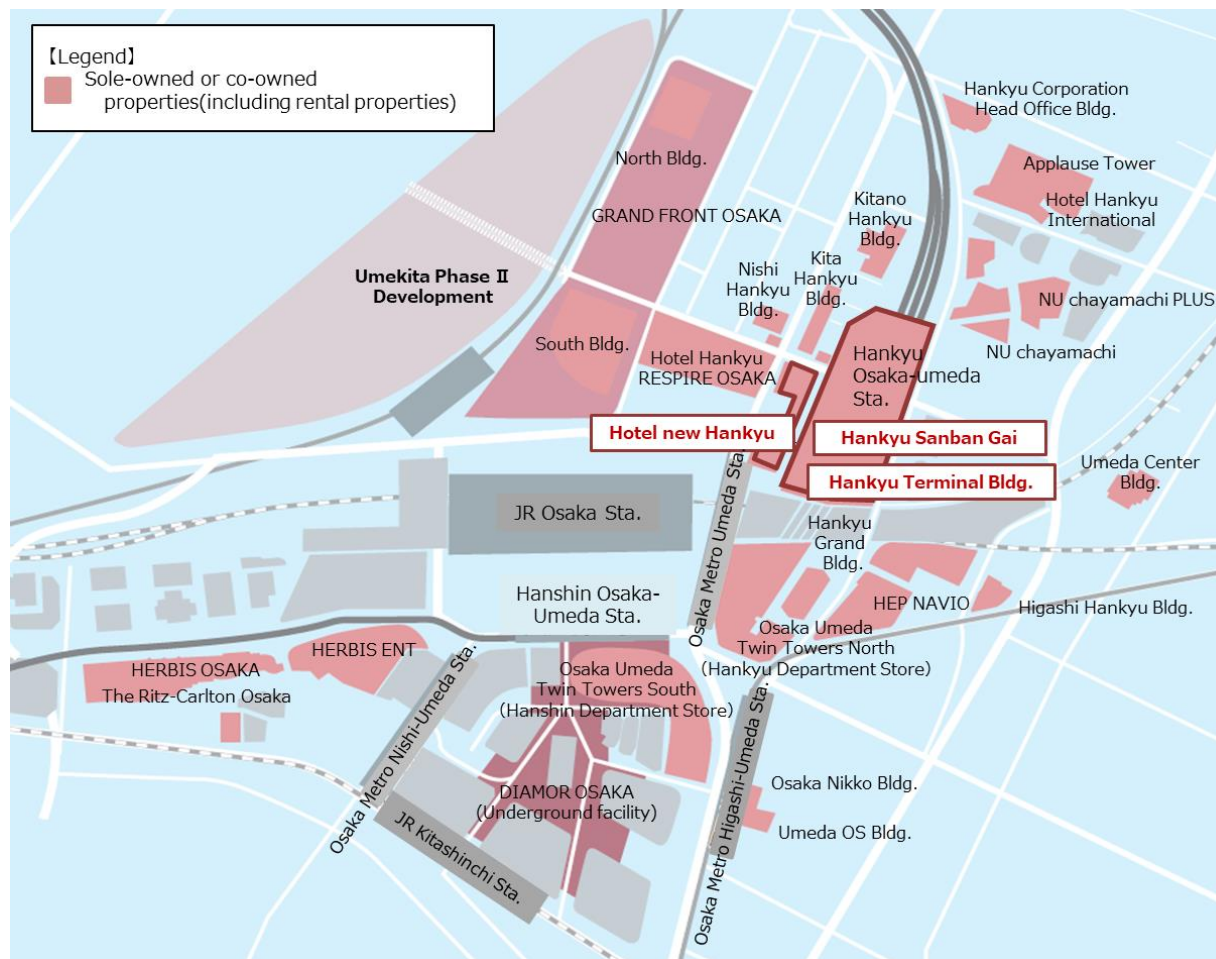 【Legend】
Sole-owned or co-owned
properties(including rental properties)
Hankyu Corporation
Head Office Bldg.
North Bldg.
Applause Tower
Hotel Hankyu
International
GRAND FRONT OSAKA
Kitano
Hankyu
Bldg.
Umekita Phase Ⅱ
Development
Nishi
Hankyu
Bldg.
Kita
Hankyu
Bldg.
NU chayamachi PLUS
NU chayamachi
South Bldg.
Hotel Hankyu
RESPIRE OSAKA
Hankyu
Osaka-umeda
Sta.
Hotel new Hankyu
Hankyu Sanban Gai
Hankyu Terminal Bldg.
Umeda Center
Bldg.
JR Osaka Sta.
Osaka Metro Umeda Sta.
Hankyu
Grand
Bldg.
Hanshin Osaka-
Umeda Sta.
HEP NAVIO
Higashi Hankyu Bldg.
Osaka Umeda
Twin Towers North
(Hankyu Department Store)
HERBIS OSAKA
HERBIS ENT
The Ritz-Carlton Osaka
Osaka Umeda
Twin Towers South
(Hanshin Department Store)
Osaka Metro Nishi-Umeda Sta.
DIAMOR OSAKA
(Underground facility)
JR Kitashinchi Sta.
Osaka Metro Higashi-Umeda Sta.
Osaka Nikko Bldg.
Umeda OS Bldg.